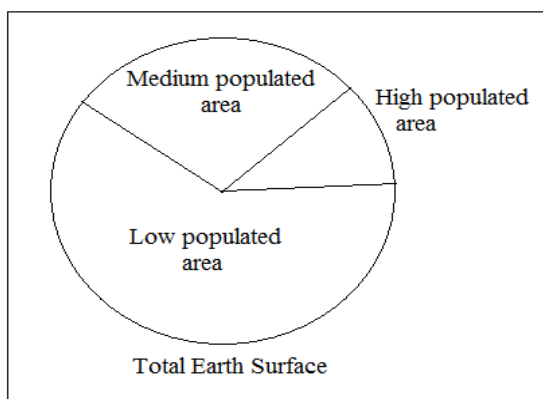 Medium populated
area
High populated
area
Low populated
area
Total Earth Surface